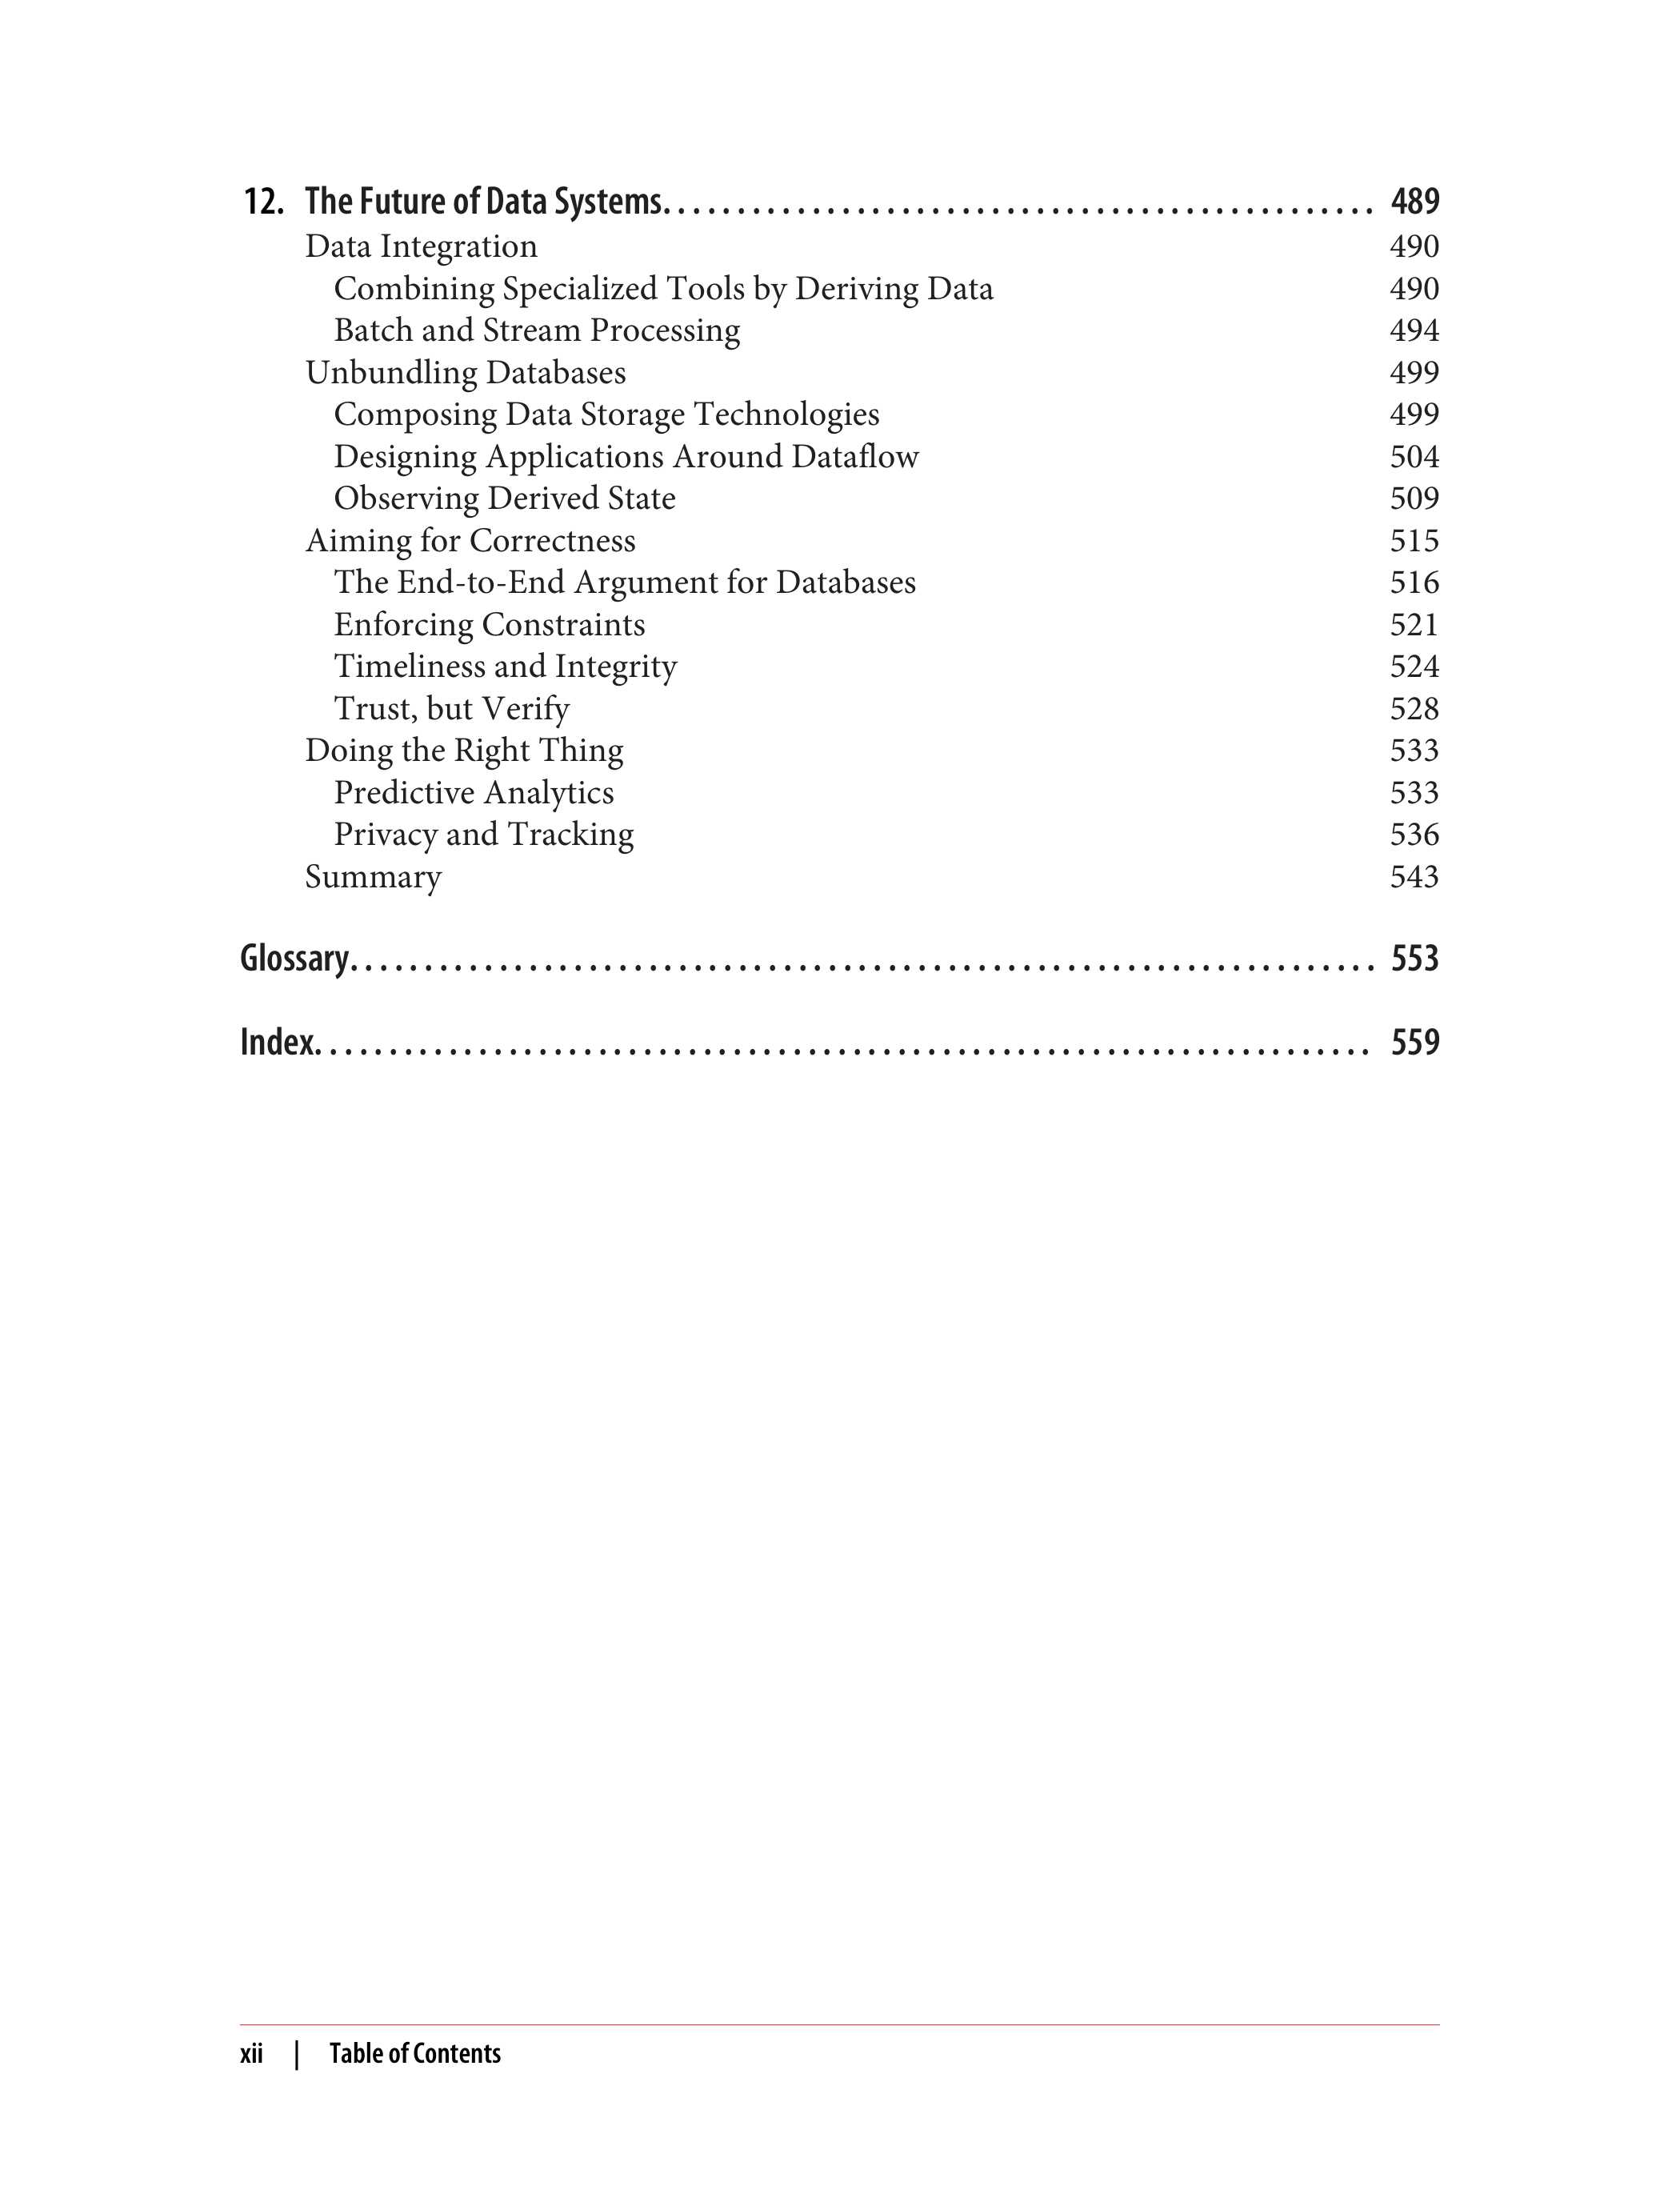 12. The Future of Data Systems. . . . . . . . . . . . . . . . . . . . . . . . . . . . . . . . . . . . . . . . . . . . . . . . 489
Data Integration 490
Combining Specialized Tools by Deriving Data 490
Batch and Stream Processing 494
Unbundling Databases 499
Composing Data Storage Technologies 499
Designing Applications Around Dataflow 504
Observing Derived State 509
Aiming for Correctness 515
The End-to-End Argument for Databases 516
Enforcing Constraints 521
Timeliness and Integrity 524
Trust, but Verify 528
Doing the Right Thing 533
Predictive Analytics 533
Privacy and Tracking 536
Summary 543
Glossary. . . . . . . . . . . . . . . . . . . . . . . . . . . . . . . . . . . . . . . . . . . . . . . . . . . . . . . . . . . . . . . . . . . . . 553
Index. . . . . . . . . . . . . . . . . . . . . . . . . . . . . . . . . . . . . . . . . . . . . . . . . . . . . . . . . . . . . . . . . . . . . . . 559
xii | Table of Contents